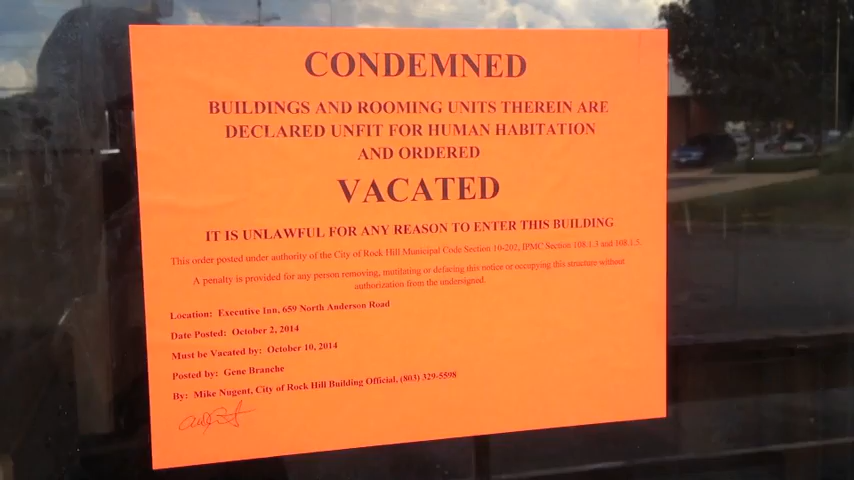 CONDEMNED
BUILDINGS AND ROOMING UNITS THEREIN ARE
DECLARED UNFIT FOR HUMAN HABITATION
AND ORDERED
VACATED
IT IS UNLAWFUL FOR ANY REASON TO ENTER THIS BUILDING
This order posted under authority of the City of Rock Hill Municipal Code Section 10-202, IPMC Section 108.1.3 and 108.1.5.
A penalty is provided for any person removing, mutilating or defacing this notice or occupying this structure without
authorization from the undersigned.
Location: Executive Inn, 659 North Anderson Road
Date Posted: October 2, 2014
Must be Vacated by: October 10, 2014
Posted by: Gene Branche
By: Mike Nugent, City of Rock Hill Building Official, (803) 329-5598